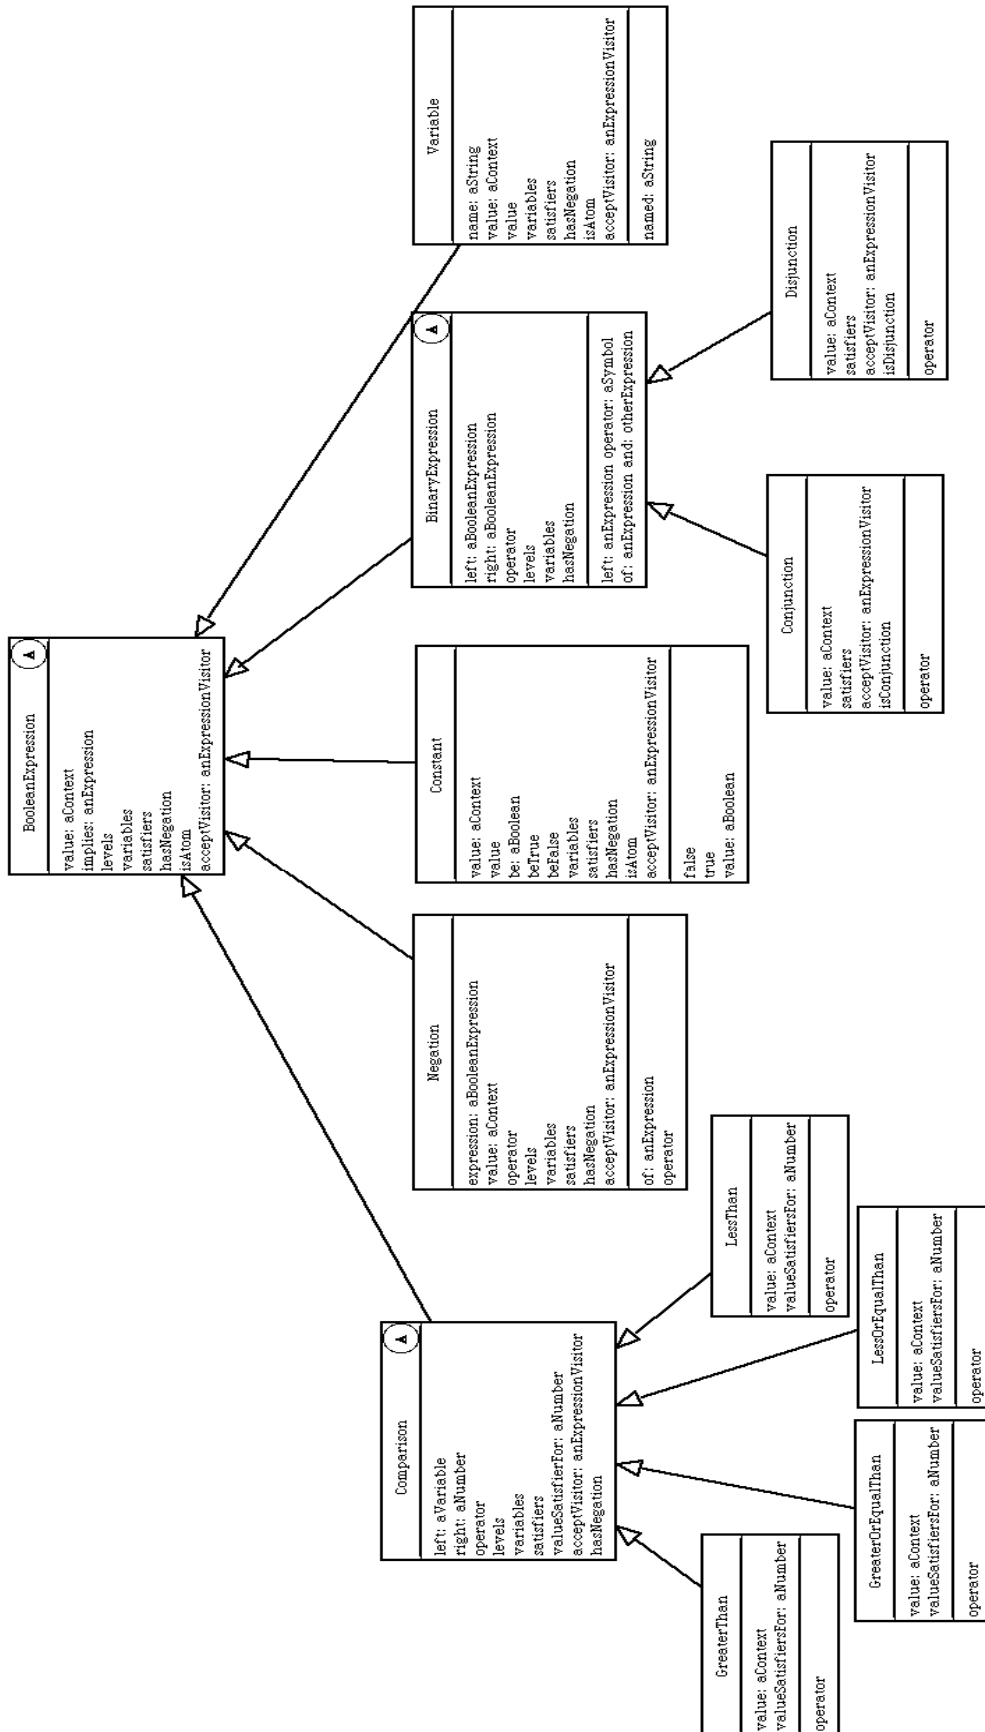 BooleanExpression
A
value: aContext
implies: anExpression
levels
variables
satisfiers
hasNegation
isAtom
acceptVisitor: anExpressionVisitor
Comparison
A
left: aVariable
right: aNumber
operator
levels
variables
satisfiers
valueSatisfierFor: aNumber
acceptVisitor: anExpressionVisitor
hasNegation
Negation
expression: aBooleanExpression
value: aContext
operator
levels
variables
satisfiers
hasNegation
acceptVisitor: anExpressionVisitor
of: anExpression
operator
Constant
value: aContext
value
be: aBoolean
beTrue
beFalse
variables
satisfiers
hasNegation
isAtom
acceptVisitor: anExpressionVisitor
false
true
value: aBoolean
BinaryExpression
A
left: aBooleanExpression
right: aBooleanExpression
operator
levels
variables
hasNegation
left: anExpression operator: aSymbol
of: anExpression and: otherExpression
Variable
name: aString
value: aContext
value
variables
satisfiers
hasNegation
isAtom
acceptVisitor: anExpressionVisitor
named: aString
GreaterThan
value: aContext
valueSatisfiersFor: aNumber
operator
GreaterOrEqualThan
value: aContext
valueSatisfiersFor: aNumber
operator
LessOrEqualThan
value: aContext
valueSatisfiersFor: aNumber
operator
LessThan
value: aContext
valueSatisfiersFor: aNumber
operator
Conjunction
value: aContext
satisfiers
acceptVisitor: anExpressionVisitor
isConjunction
operator
Disjunction
value: aContext
satisfiers
acceptVisitor: anExpressionVisitor
isDisjunction
operator